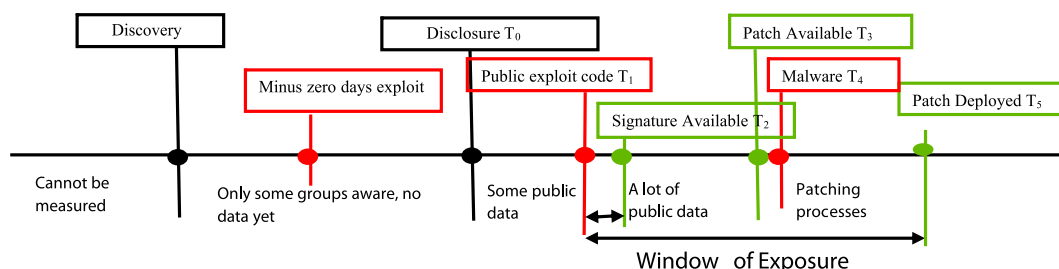 Discovery
Disclosure T0
Patch Available T3
Minus zero days exploit
Public exploit code T1
Malware T4
Signature Available T2
Patch Deployed T5
Cannot be
measured
Only some groups aware, no
data yet
Some public
data
A lot of
public data
Patching
processes
Window of Exposure